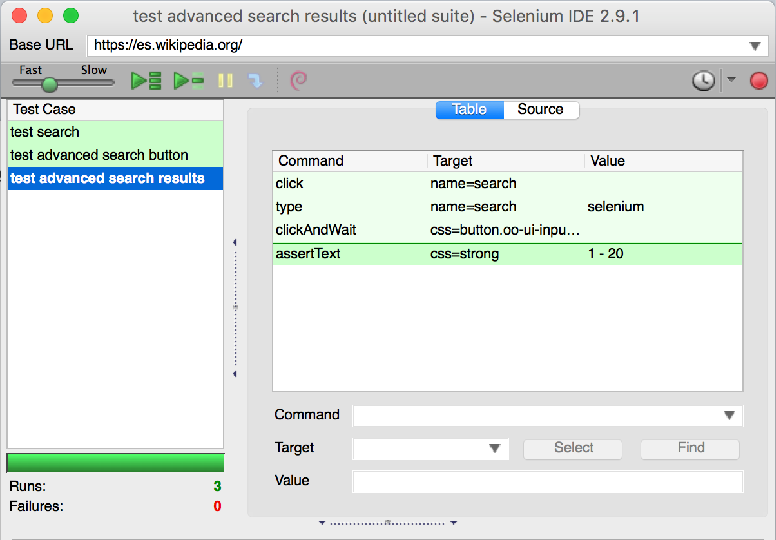 test advanced search results (untitled suite) - Selenium IDE 2.9.1
Base URL https://es.wikipedia.org/
Fast Slow
Test Case
test search
test advanced search button
test advanced search results
Runs: 3
Failures: 0
Table Source
Command Target Value
click name=search
type name=search selenium
clickAndWait css=button.oo-ui-inpu...
assertText css=strong 1 - 20
Command
Target Select Find
Value